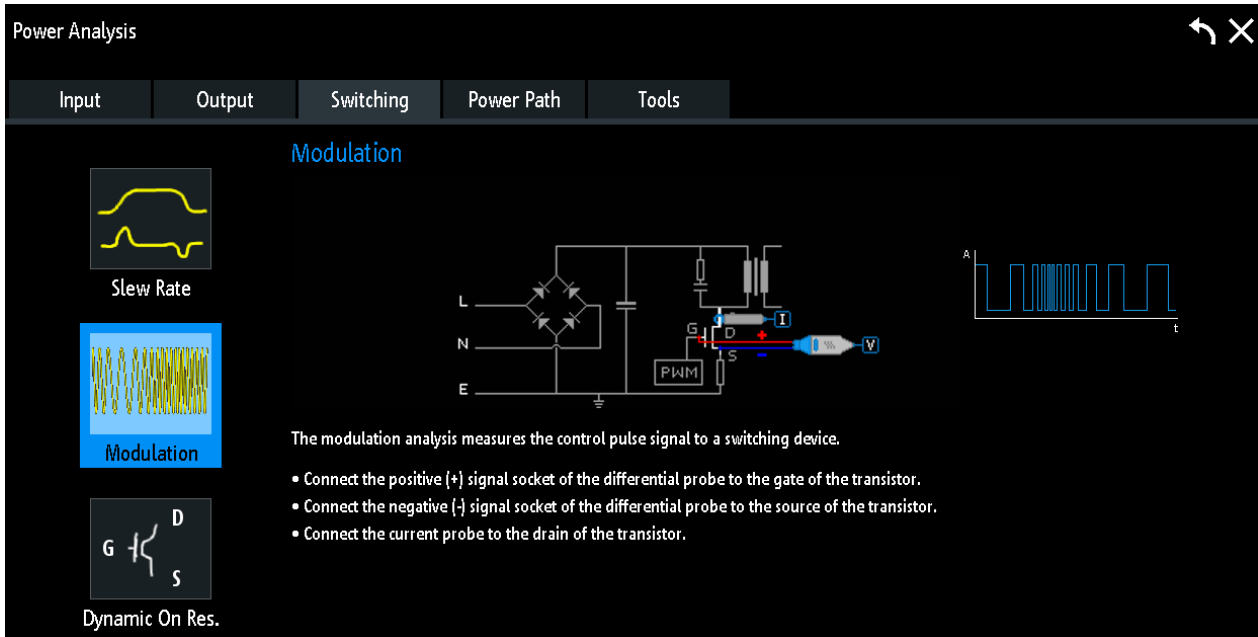 Power Analysis
Input Output Switching Power Path Tools
Modulation
Slew Rate
Modulation
G D S
Dynamic On Res.
L
N
E
G
D
S
PWM
+
-
I
V
A
t
The modulation analysis measures the control pulse signal to a switching device.
• Connect the positive (+) signal socket of the differential probe to the gate of the transistor.
• Connect the negative (-) signal socket of the differential probe to the source of the transistor.
• Connect the current probe to the drain of the transistor.